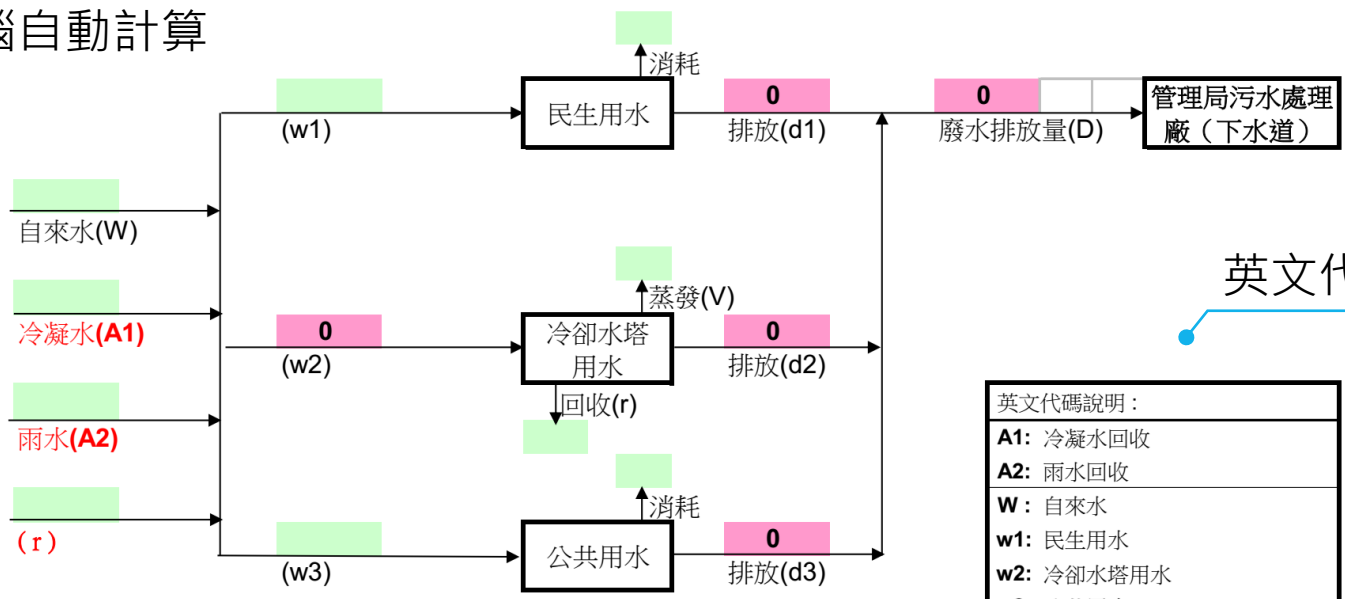 自動計算
消耗
0
0
(w1)
民生用水
排放(d1)
廢水排放量(D)
管理局污水處理
廠（下水道）
自來水(W)
英文
蒸發(V)
冷凝水(A1)
0
冷卻水塔
用水
0
(w2)
排放(d2)
回收(r)
雨水(A2)
消耗
(r)
0
(w3)
公共用水
排放(d3)
英文代碼說明：
A1: 冷凝水回收
A2: 雨水回收
W : 自來水
w1: 民生用水
w2: 冷卻水塔用水